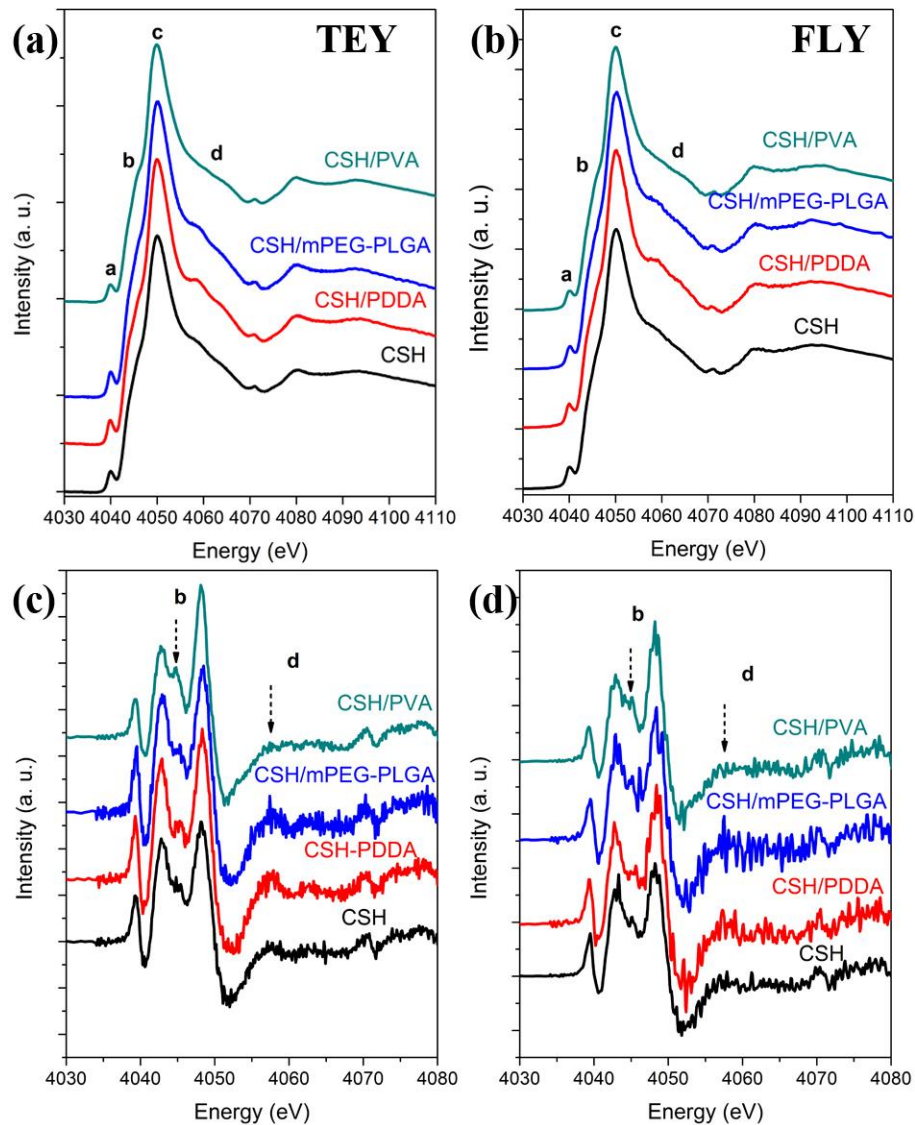 (a) TEY
c
b
d
a
CSH/PVA
CSH/mPEG-PLGA
CSH/PDDA
CSH
Intensity (a. u.)
4030 4040 4050 4060 4070 4080 4090 4100 4110
Energy (eV)
(b) FLY
c
b
d
a
CSH/PVA
CSH/mPEG-PLGA
CSH/PDDA
CSH
Intensity (a. u.)
4030 4040 4050 4060 4070 4080 4090 4100 4110
Energy (eV)
(c)
b
d
CSH/PVA
CSH/mPEG-PLGA
CSH-PDDA
CSH
Intensity (a. u.)
4030 4040 4050 4060 4070 4080
Energy (eV)
(d)
b
d
CSH/PVA
CSH/mPEG-PLGA
CSH/PDDA
CSH
Intensity (a. u.)
4030 4040 4050 4060 4070 4080
Energy (eV)